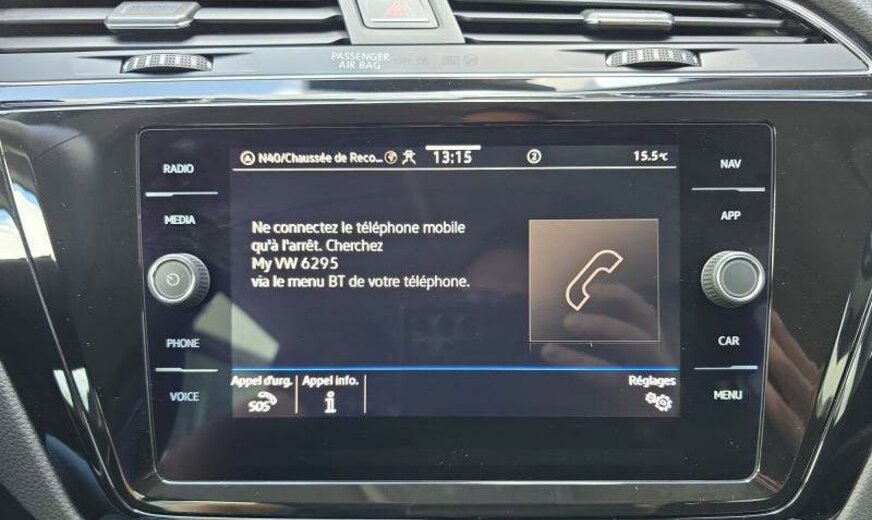 PASSENGER
AIR BAG
RADIO
MEDIA
PHONE
VOICE
N40/Chaussée de Reco... 13:15 2 15.5°C
Ne connectez le téléphone mobile
qu'à l'arrêt. Cherchez
My VW 6295
via le menu BT de votre téléphone.
Appel d'urg. Appel info. Réglages
SOS i
NAV
APP
CAR
MENU